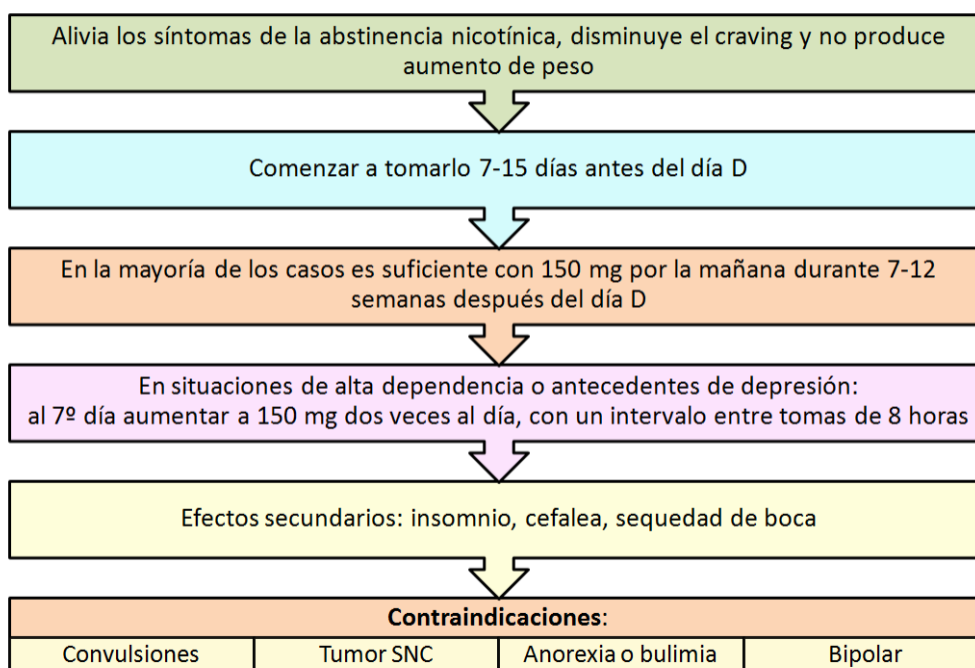 Alivia los síntomas de la abstinencia nicotínica, disminuye el craving y no produce
aumento de peso
Comenzar a tomarlo 7-15 días antes del día D
En la mayoría de los casos es suficiente con 150 mg por la mañana durante 7-12
semanas después del día D
En situaciones de alta dependencia o antecedentes de depresión:
al 7º día aumentar a 150 mg dos veces al día, con un intervalo entre tomas de 8 horas
Efectos secundarios: insomnio, cefalea, sequedad de boca
Contraindicaciones:
Convulsiones Tumor SNC Anorexia o bulimia Bipolar